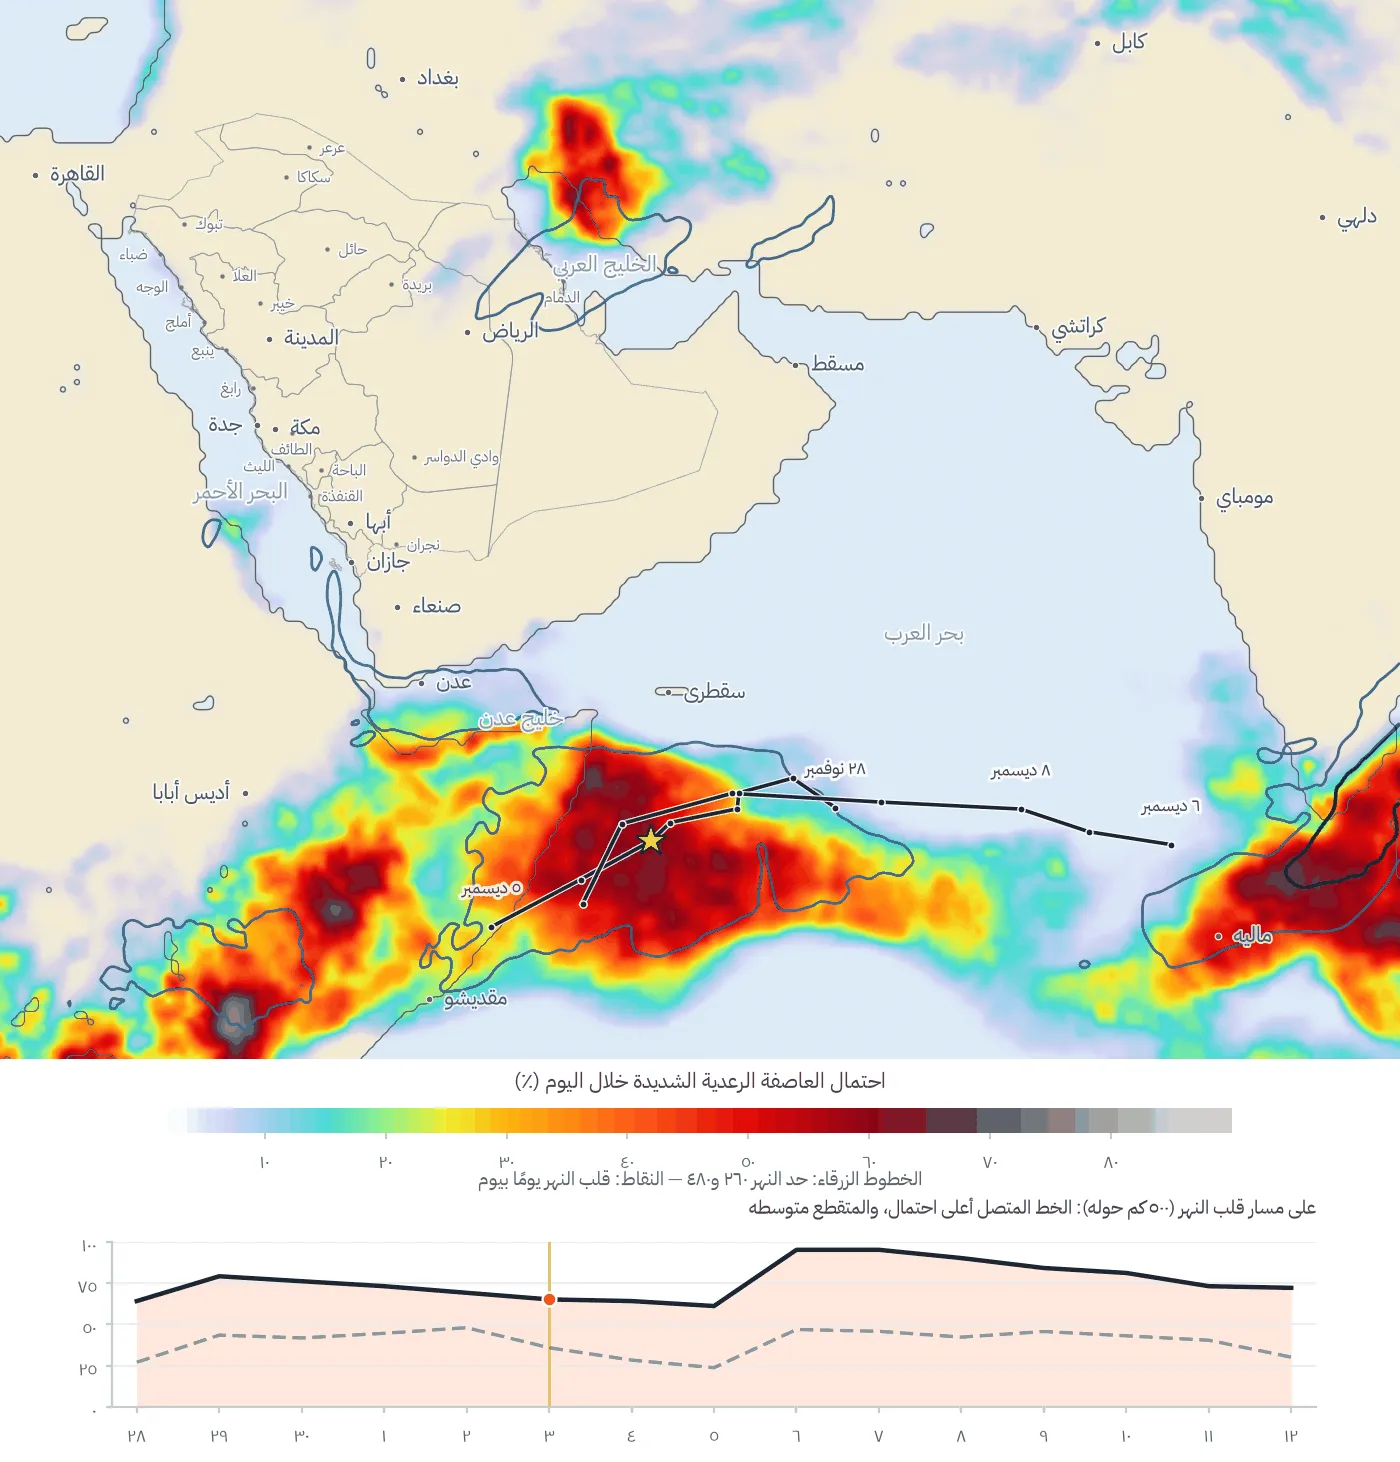 كابل
بغداد
عرعر
القاهرة
سكاكا
دلهي
تبوك
حائل
ضباء
الخليج العربي
العلا
الوجه
بريدة
الدمام
خيبر
أملج
كراتشي
الرياض
المدينة
ينبع
مسقط
رابغ
جدة
مكة
الطائف
وادي الدواسر
الليث
الباحة
البحر الأحمر
القنفذة
مومباي
أبها
نجران
جازان
صنعاء
بحر العرب
عدن
سقطرى
خليج عدن
٢٨ نوفمبر
٨ ديسمبر
أديس أبابا
٦ ديسمبر
٥ ديسمبر
ماليه
مقديشو
احتمال العاصفة الرعدية الشديدة خلال اليوم (٪)
١٠ ٢٠ ٣٠ ٤٠ ٥٠ ٦٠ ٧٠ ٨٠
الخطوط الزرقاء: حد النهر ٢٦٠ و٤٨٠ — النقاط: قلب النهر يومًا بيوم
على مسار قلب النهر (٥٠٠ كم حوله): الخط المتصل أعلى احتمال، والمتقطع متوسطه
١٠٠
٧٥
٥٠
٢٥
٠
٢٨ ٢٩ ٣٠ ١ ٢ ٣ ٤ ٥ ٦ ٧ ٨ ٩ ١٠ ١١ ١٢